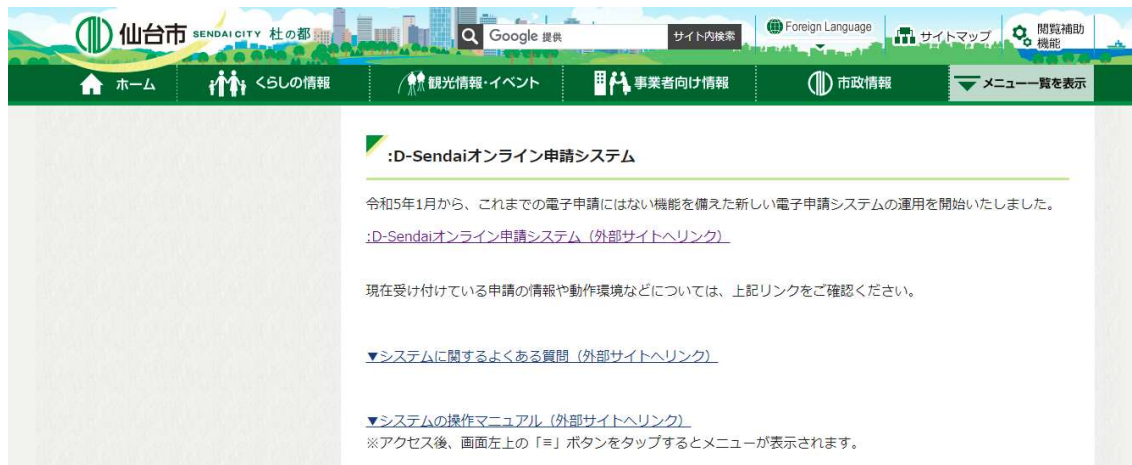 仙台市 SENDAI CITY 杜の都
Google 提供 サイト内検索
Foreign Language
サイトマップ
閲覧補助
機能
ホーム くらしの情報 観光情報・イベント 事業者向け情報 市政情報 メニュー一覧を表示
:D-Sendaiオンライン申請システム
令和5年1月から、これまでの電子申請にはない機能を備えた新しい電子申請システムの運用を開始いたしました。
:D-Sendaiオンライン申請システム（外部サイトへリンク）
現在受け付けている申請の情報や動作環境などについては、上記リンクをご確認ください。
▼システムに関するよくある質問（外部サイトへリンク）
▼システムの操作マニュアル（外部サイトへリンク）
※アクセス後、画面左上の「≡」ボタンをタップするとメニューが表示されます。